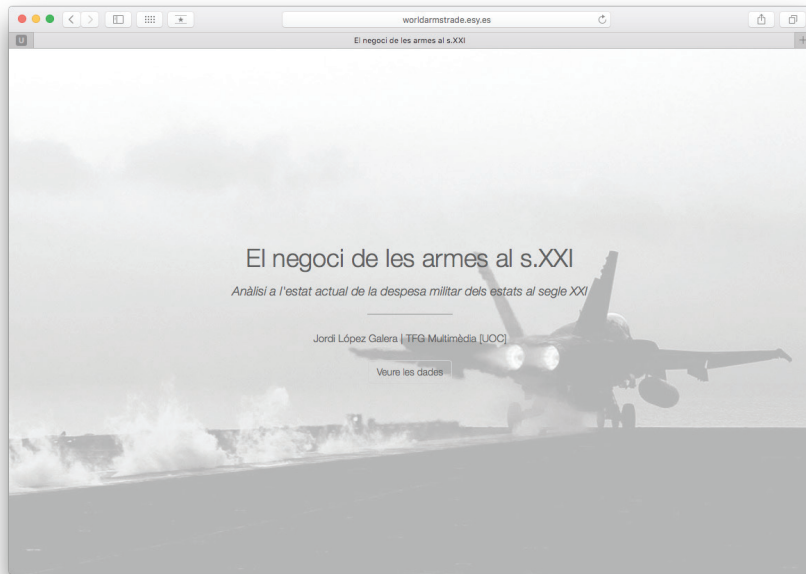 worldarmstrade.esy.es
U
El negoci de les armes al s.XXI
El negoci de les armes al s.XXI
Anàlisi a l'estat actual de la despesa militar dels estats al segle XXI
Jordi López Galera | TFG Multimèdia [UOC]
Veure les dades